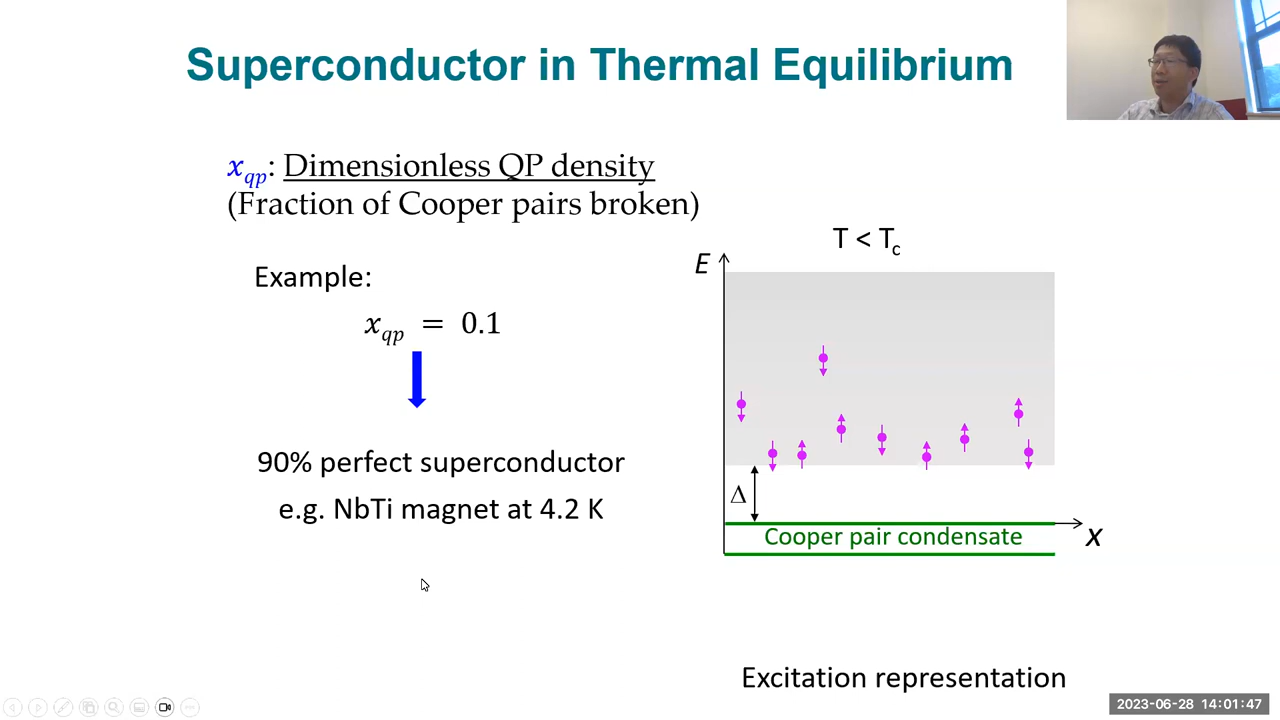 Superconductor in Thermal Equilibrium
x_qp: Dimensionless QP density
(Fraction of Cooper pairs broken)
Example:
x_qp = 0.1
90% perfect superconductor
e.g. NbTi magnet at 4.2 K
T < T_c
E
Δ
Cooper pair condensate
x
Excitation representation
2023-06-28 14:01:47